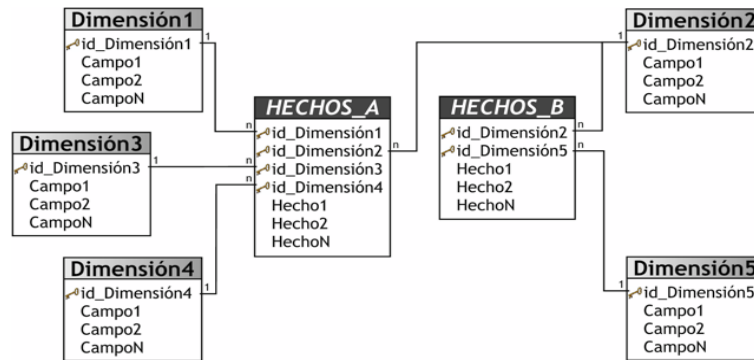 Dimensión1
id_Dimensión1
Campo1
Campo2
CampoN
1
Dimensión3
id_Dimensión3
Campo1
Campo2
CampoN
1
Dimensión4
id_Dimensión4
Campo1
Campo2
CampoN
1
HECHOS_A
n
id_Dimensión1
id_Dimensión2
n
n
id_Dimensión3
n
id_Dimensión4
Hecho1
Hecho2
HechoN
HECHOS_B
id_Dimensión2
n
id_Dimensión5
n
Hecho1
Hecho2
HechoN
Dimensión2
1
id_Dimensión2
Campo1
Campo2
CampoN
Dimensión5
1
id_Dimensión5
Campo1
Campo2
CampoN